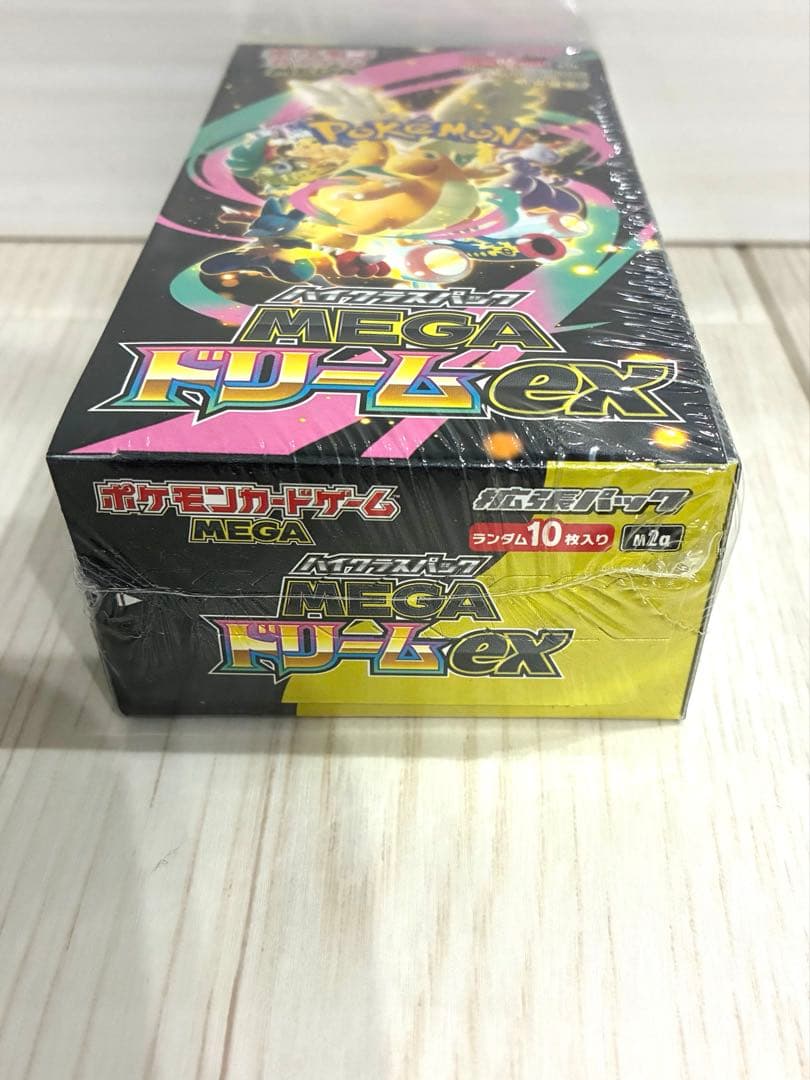 POKÉMON
ハイクラスパック
MEGA
ドリームex
ポケモンカードゲーム
MEGA
拡張パック
ランダム10枚入り
m2a
ハイクラスパック
MEGA
ドリームex